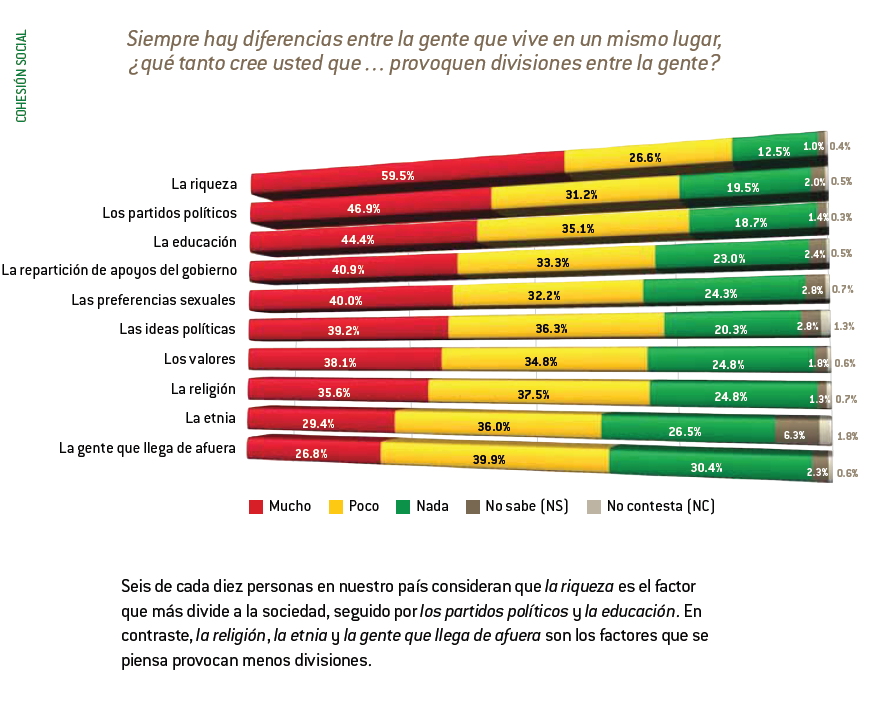 COHESIÓN SOCIAL
Siempre hay diferencias entre la gente que vive en un mismo lugar,
¿qué tanto cree usted que ... provoquen divisiones entre la gente?
La riqueza 59.5% 26.6% 12.5% 1.0% 0.4%
Los partidos políticos 46.9% 31.2% 19.5% 2.0% 0.5%
La educación 44.4% 35.1% 18.7% 1.4% 0.3%
La repartición de apoyos del gobierno 40.9% 33.3% 23.0% 2.4% 0.5%
Las preferencias sexuales 40.0% 32.2% 24.3% 2.8% 0.7%
Las ideas políticas 39.2% 36.3% 20.3% 2.8% 1.3%
Los valores 38.1% 34.8% 24.8% 1.8% 0.6%
La religión 35.6% 37.5% 24.8% 1.3% 0.7%
La etnia 29.4% 36.0% 26.5% 6.3% 1.8%
La gente que llega de afuera 26.8% 39.9% 30.4% 2.3% 0.6%
Mucho Poco Nada No sabe (NS) No contesta (NC)
Seis de cada diez personas en nuestro país consideran que la riqueza es el factor
que más divide a la sociedad, seguido por los partidos políticos y la educación. En
contraste, la religión, la etnia y la gente que llega de afuera son los factores que se
piensa provocan menos divisiones.